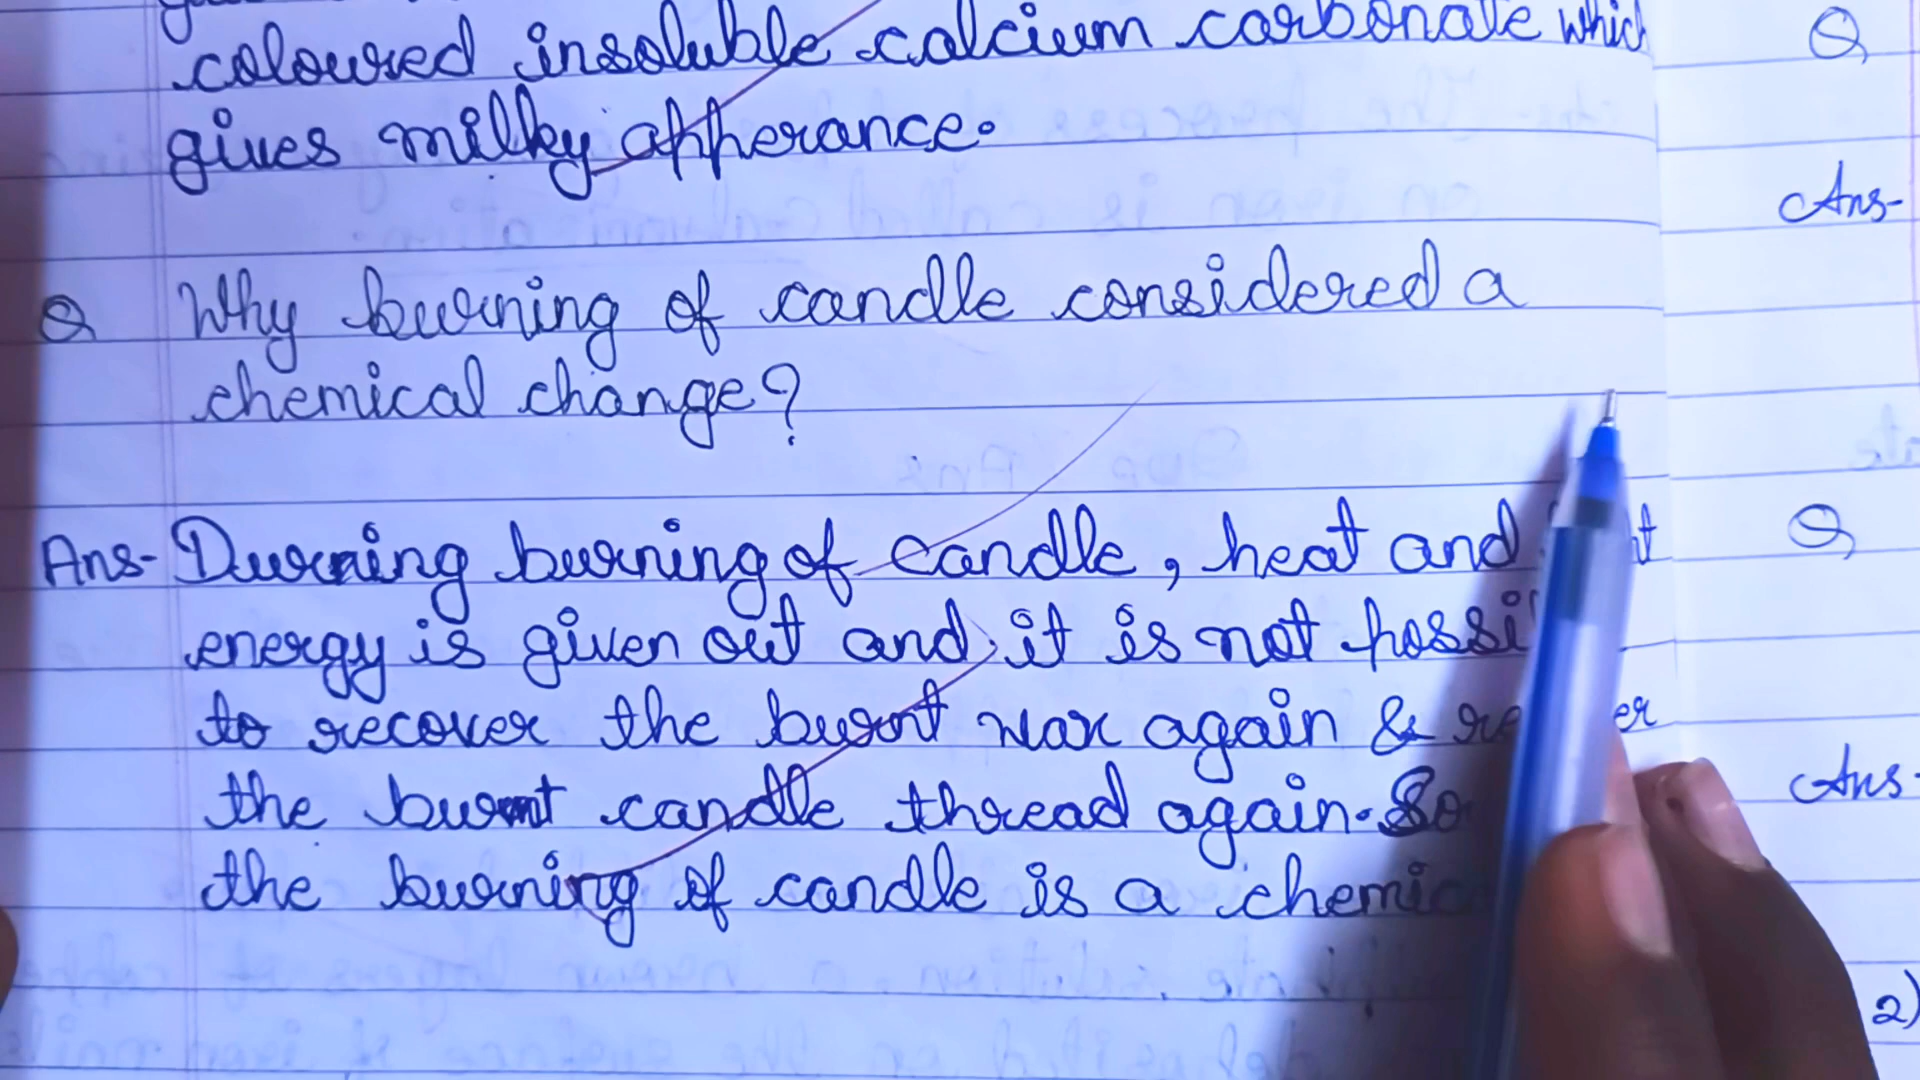 coloured insoluble calcium carbonate which
gives milky apperance.
Q Why burning of candle considered a
chemical change?
Ans- During burning of candle, heat and
energy is given out and it is not
to recover the burnt wax again &
the burnt candle thread again. So
the burning of candle is a
Q
Ans-
Q
Ans-
2)